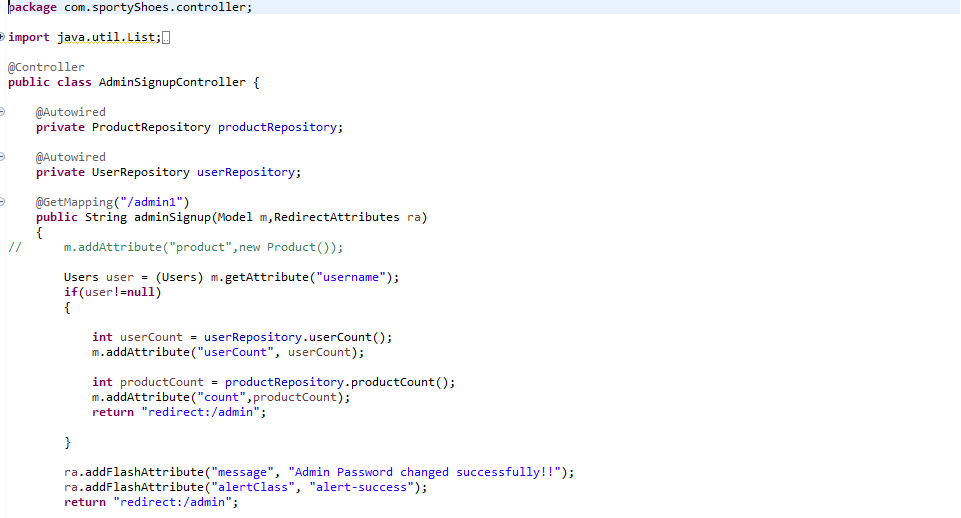 package com.sportyShoes.controller;
import java.util.List;
@Controller
public class AdminSignupController {
@Autowired
private ProductRepository productRepository;
@Autowired
private UserRepository userRepository;
@GetMapping("/admin1")
public String adminSignup(Model m,RedirectAttributes ra)
{
// m.addAttribute("product",new Product());
Users user = (Users) m.getAttribute("username");
if(user!=null)
{
int userCount = userRepository.userCount();
m.addAttribute("userCount", userCount);
int productCount = productRepository.productCount();
m.addAttribute("count",productCount);
return "redirect:/admin";
}
ra.addFlashAttribute("message", "Admin Password changed successfully!!");
ra.addFlashAttribute("alertClass", "alert-success");
return "redirect:/admin";